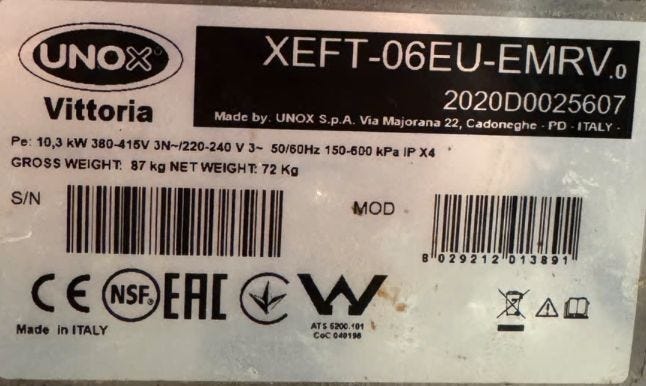 UNOX
XEFT-06EU-EMRV.0
2020D0025607
Vittoria
Made by: UNOX S.p.A. Via Majorana 22, Cadoneghe - PD - ITALY -
Pe: 10,3 kW 380-415V 3N~/220-240 V 3~ 50/60Hz 150-600 kPa IP X4
GROSS WEIGHT: 87 kg NET WEIGHT: 72 Kg
S/N
MOD
8 029212 013891
CE NSF. EAC W
ATS 5200.101
CoC 040196
Made in ITALY